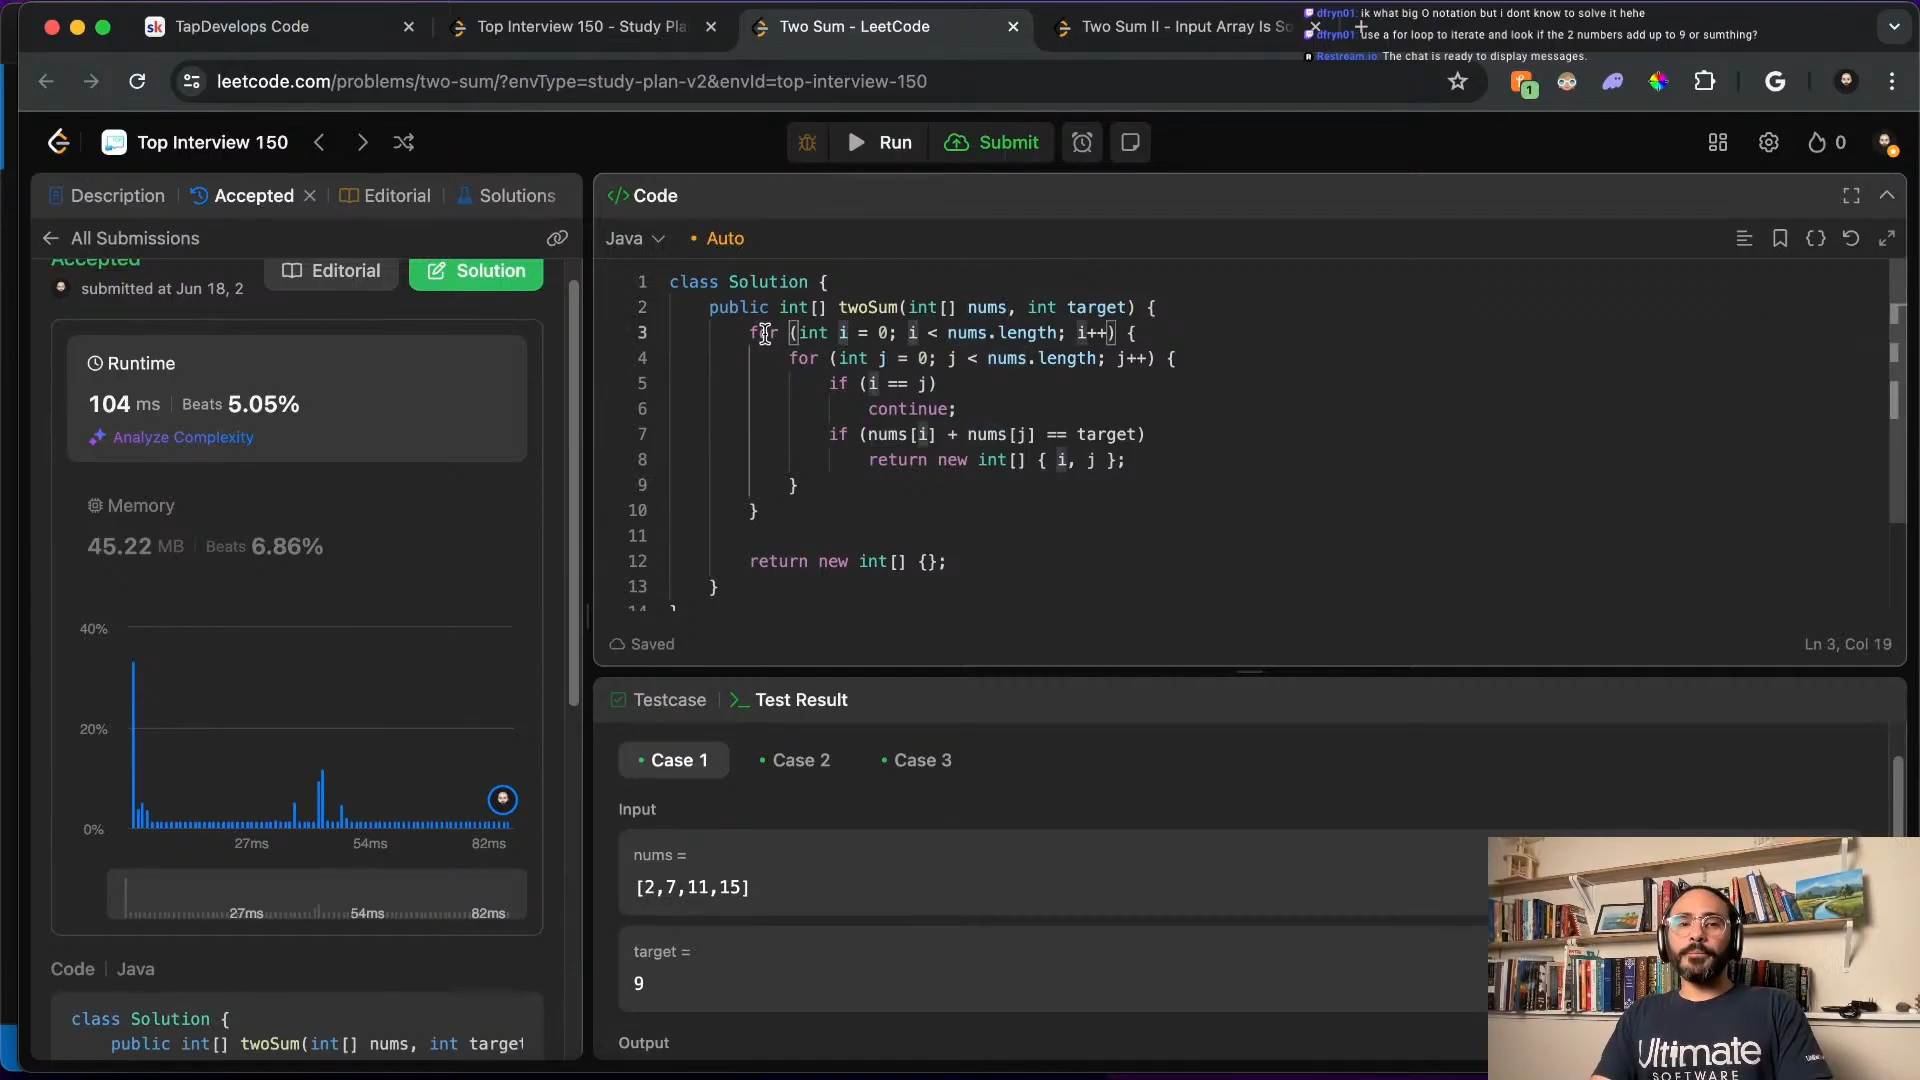 TapDevelops Code
Top Interview 150 - Study Pla
Two Sum - LeetCode
Two Sum II - Input Array Is So
dfryn01: ik what big O notation but i dont know to solve it hehe
dfryn01: use a for loop to iterate and look if the 2 numbers add up to 9 or sumthing?
Restream.io: The chat is ready to display messages.
leetcode.com/problems/two-sum/?envType=study-plan-v2&envId=top-interview-150
1
G
Top Interview 150
Run
Submit
0
Description
Accepted
Editorial
Solutions
All Submissions
Accepted
submitted at Jun 18, 2
Editorial
Solution
Runtime
104 ms | Beats 5.05%
Analyze Complexity
Memory
45.22 MB | Beats 6.86%
40%
20%
0%
27ms
54ms
82ms
27ms
54ms
82ms
Code | Java
class Solution {
public int[] twoSum(int[] nums, int target
</> Code
Java
• Auto
1 class Solution {
2 public int[] twoSum(int[] nums, int target) {
3 for (int i = 0; i < nums.length; i++) {
4 for (int j = 0; j < nums.length; j++) {
5 if (i == j)
6 continue;
7 if (nums[i] + nums[j] == target)
8 return new int[] { i, j };
9 }
10 }
11
12 return new int[] {};
13 }
14 }
Saved
Ln 3, Col 19
Testcase
Test Result
• Case 1
• Case 2
• Case 3
Input
nums =
[2,7,11,15]
target =
9
Output
Ultimate
SOFTWARE